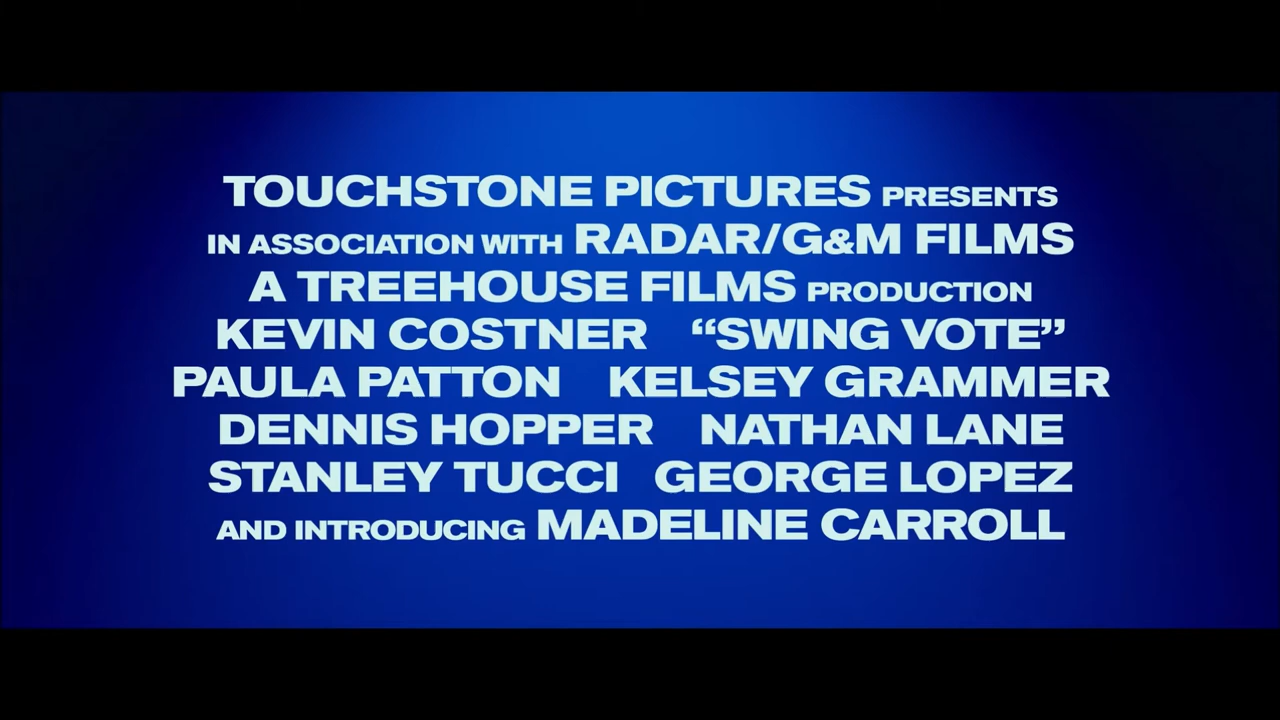 TOUCHSTONE PICTURES PRESENTS
IN ASSOCIATION WITH RADAR/G&M FILMS
A TREEHOUSE FILMS PRODUCTION
KEVIN COSTNER “SWING VOTE”
PAULA PATTON KELSEY GRAMMER
DENNIS HOPPER NATHAN LANE
STANLEY TUCCI GEORGE LOPEZ
AND INTRODUCING MADELINE CARROLL